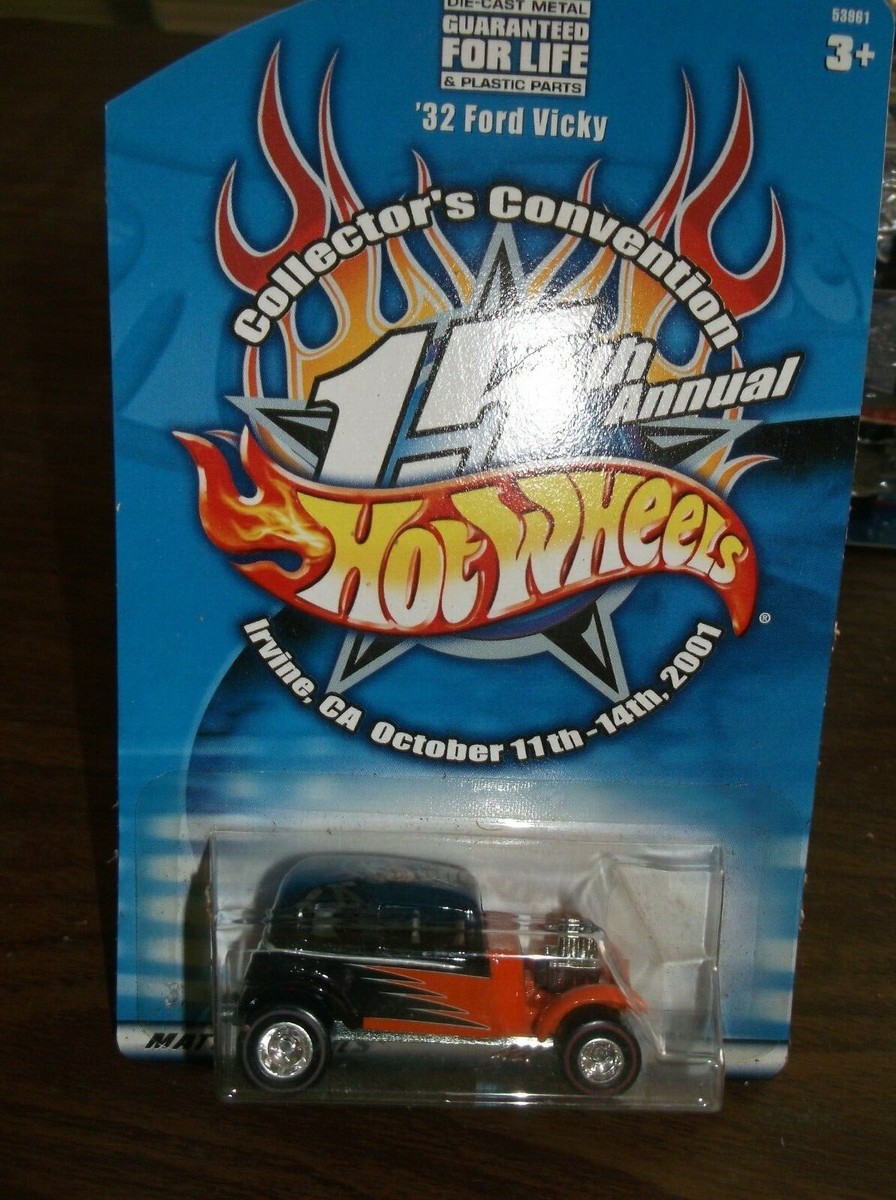 DIE-CAST METAL
GUARANTEED
FOR LIFE
& PLASTIC PARTS
53961
3+
'32 Ford Vicky
Collector's Convention
15th
Annual
Hot Wheels
®
Irvine, CA October 11th-14th, 2001